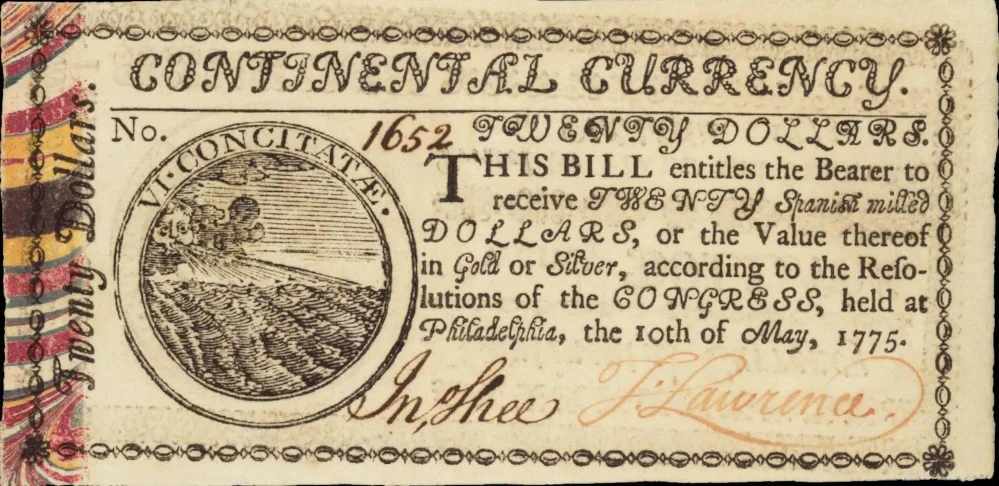 CONTINENTAL CURRENCY.
Twenty Dollars.
No. 1652 TWENTY DOLLARS.
VI·CONCITATÆ.
THIS BILL entitles the Bearer to
receive TWENTY Spanish milled
DOLLARS, or the Value thereof
in Gold or Silver, according to the Reſo-
lutions of the CONGRESS, held at
Philadelphia, the 10th of May, 1775.
Jnº Shee
T. Lawrence.